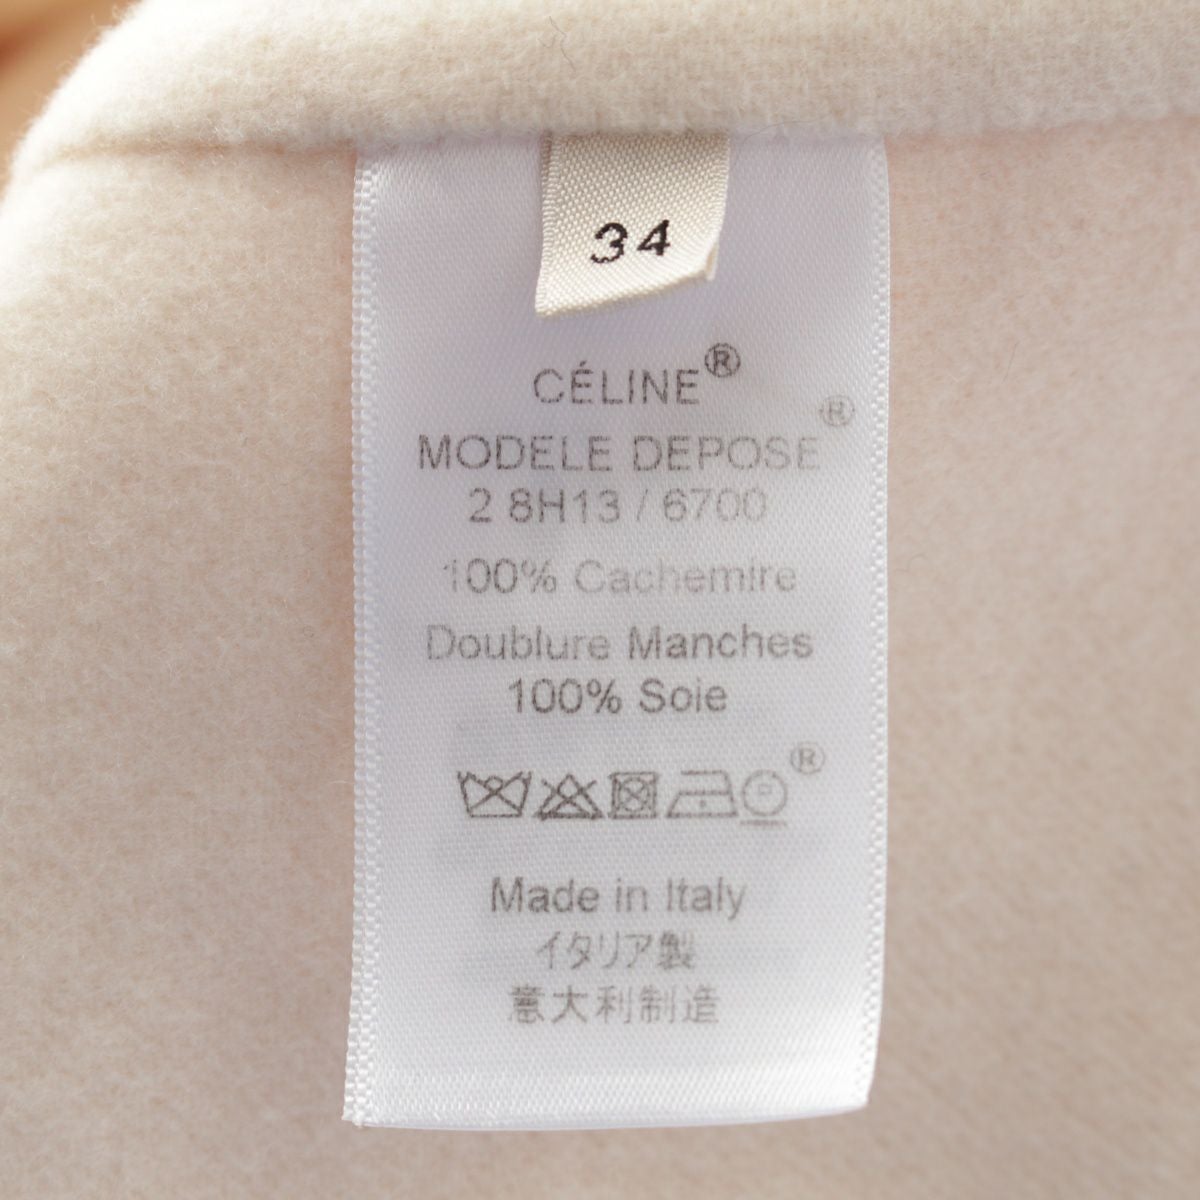 34
CÉLINE®
MODELE DEPOSE®
2 8H13 / 6700
100% Cachemire
Doublure Manches
100% Soie
P ®
Made in Italy
イタリア製
意大利制造